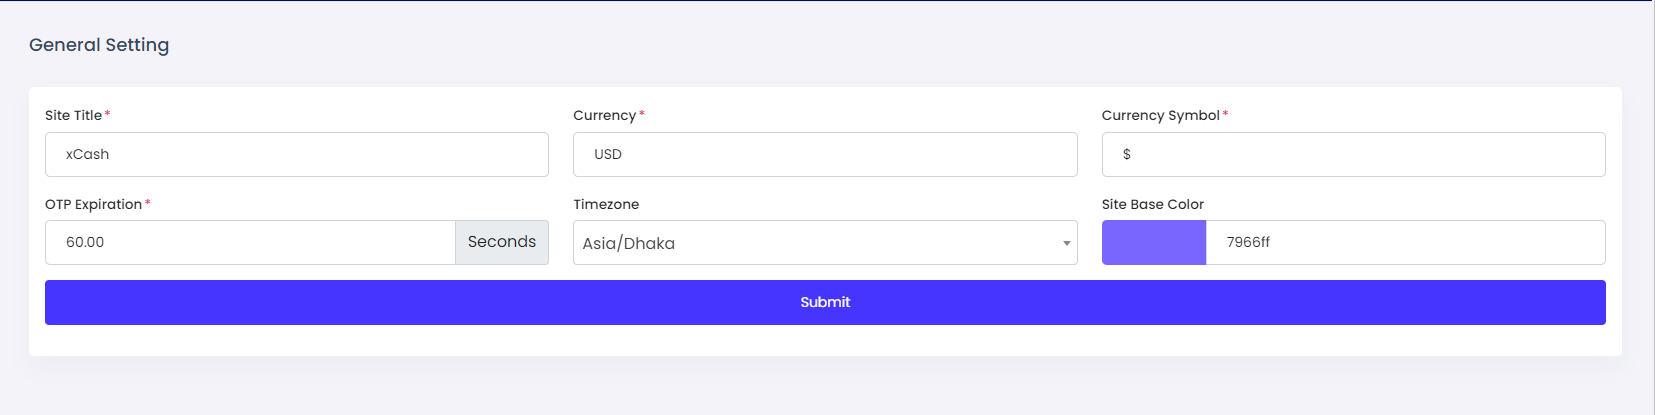 General Setting
Site Title * Currency * Currency Symbol *
xCash USD $
OTP Expiration * Timezone Site Base Color
60.00 Seconds Asia/Dhaka 7966ff
Submit